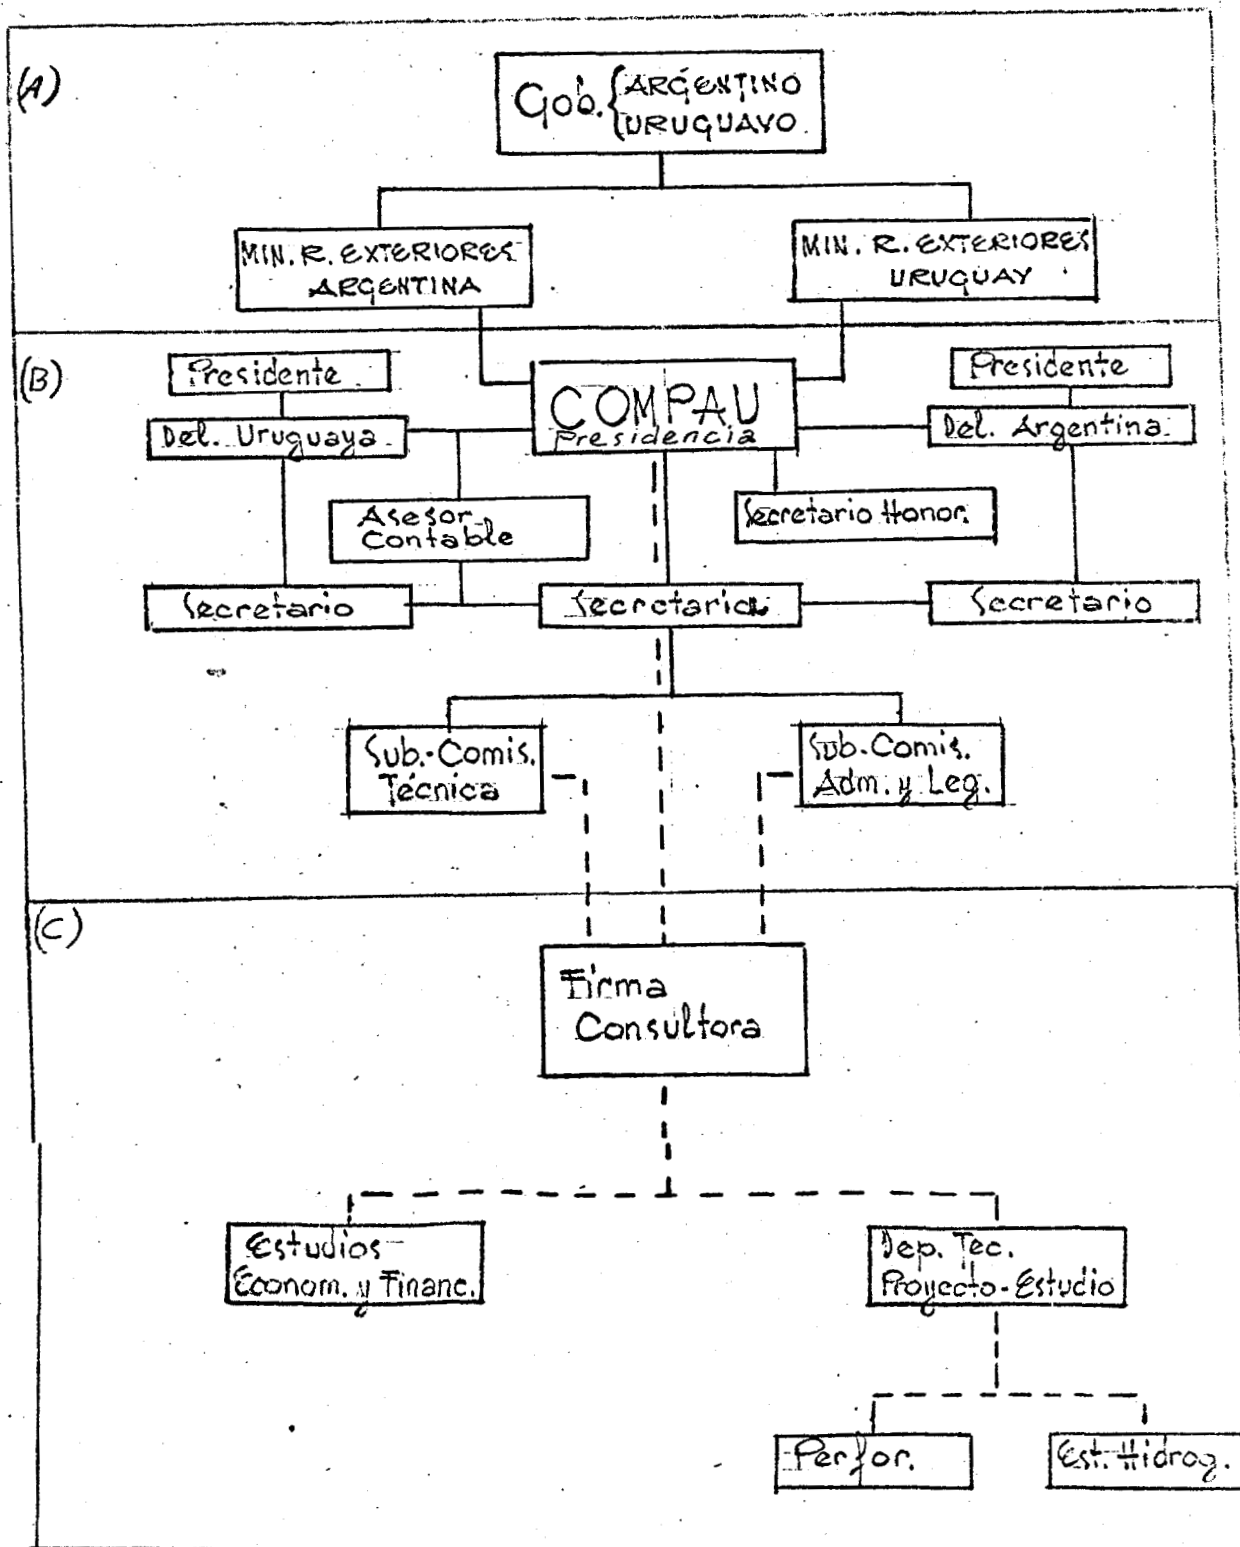 (A)
Gob. { ARGENTINO
URUGUAYO
MIN. R. EXTERIORES
ARGENTINA
MIN. R. EXTERIORES
URUGUAY
(B)
Presidente
COMPAU
Presidencia
Presidente
Del. Uruguaya
Del. Argentina
Asesor
Contable
Secretario Honor.
Secretario
Secretaria
Secretario
Sub.-Comis.
Técnica
Sub.-Comis.
Adm. y Leg.
(C)
Firma
Consultora
Estudios
Econom. y Financ.
Dep. Tec.
Proyecto-Estudio
Perfor.
Est. Hidrog.